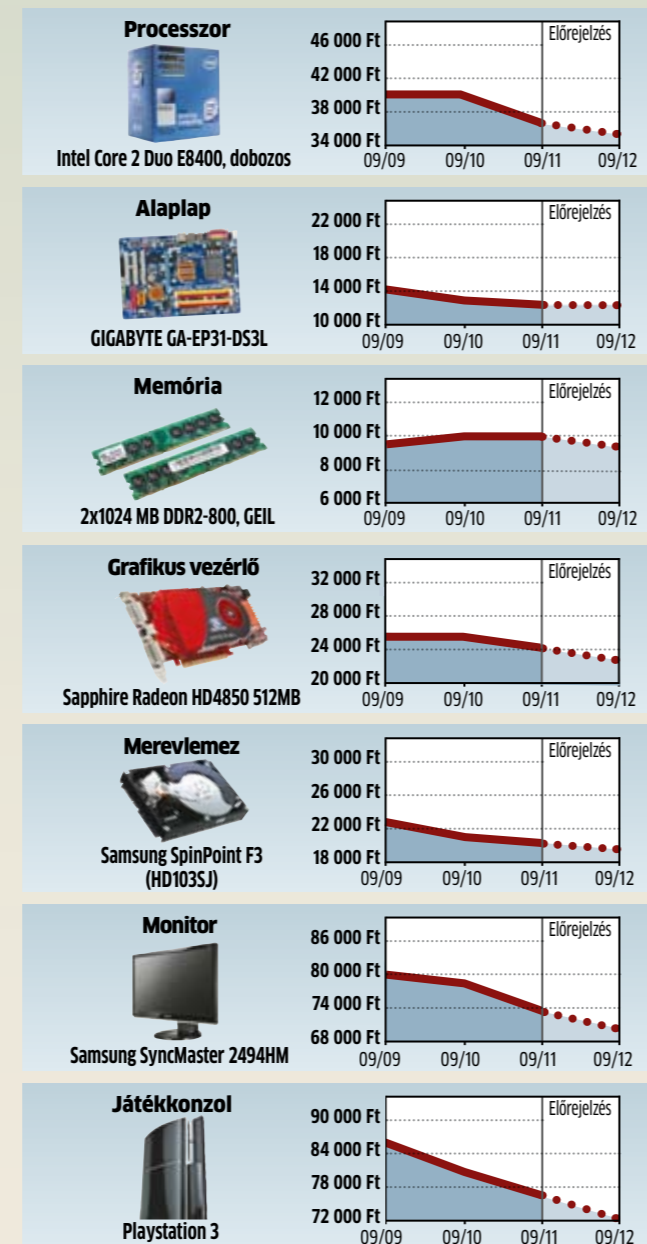 Processzor
Intel Core 2 Duo E8400, dobozos
46 000 Ft
42 000 Ft
38 000 Ft
34 000 Ft
Előrejelzés
09/09 09/10 09/11 09/12
Alaplap
GIGABYTE GA-EP31-DS3L
22 000 Ft
18 000 Ft
14 000 Ft
10 000 Ft
Előrejelzés
09/09 09/10 09/11 09/12
Memória
2x1024 MB DDR2-800, GEIL
12 000 Ft
10 000 Ft
8 000 Ft
6 000 Ft
Előrejelzés
09/09 09/10 09/11 09/12
Grafikus vezérlő
Sapphire Radeon HD4850 512MB
32 000 Ft
28 000 Ft
24 000 Ft
20 000 Ft
Előrejelzés
09/09 09/10 09/11 09/12
Merevlemez
Samsung SpinPoint F3
(HD103SJ)
30 000 Ft
26 000 Ft
22 000 Ft
18 000 Ft
Előrejelzés
09/09 09/10 09/11 09/12
Monitor
Samsung SyncMaster 2494HM
86 000 Ft
80 000 Ft
74 000 Ft
68 000 Ft
Előrejelzés
09/09 09/10 09/11 09/12
Játékkonzol
Playstation 3
90 000 Ft
84 000 Ft
78 000 Ft
72 000 Ft
Előrejelzés
09/09 09/10 09/11 09/12